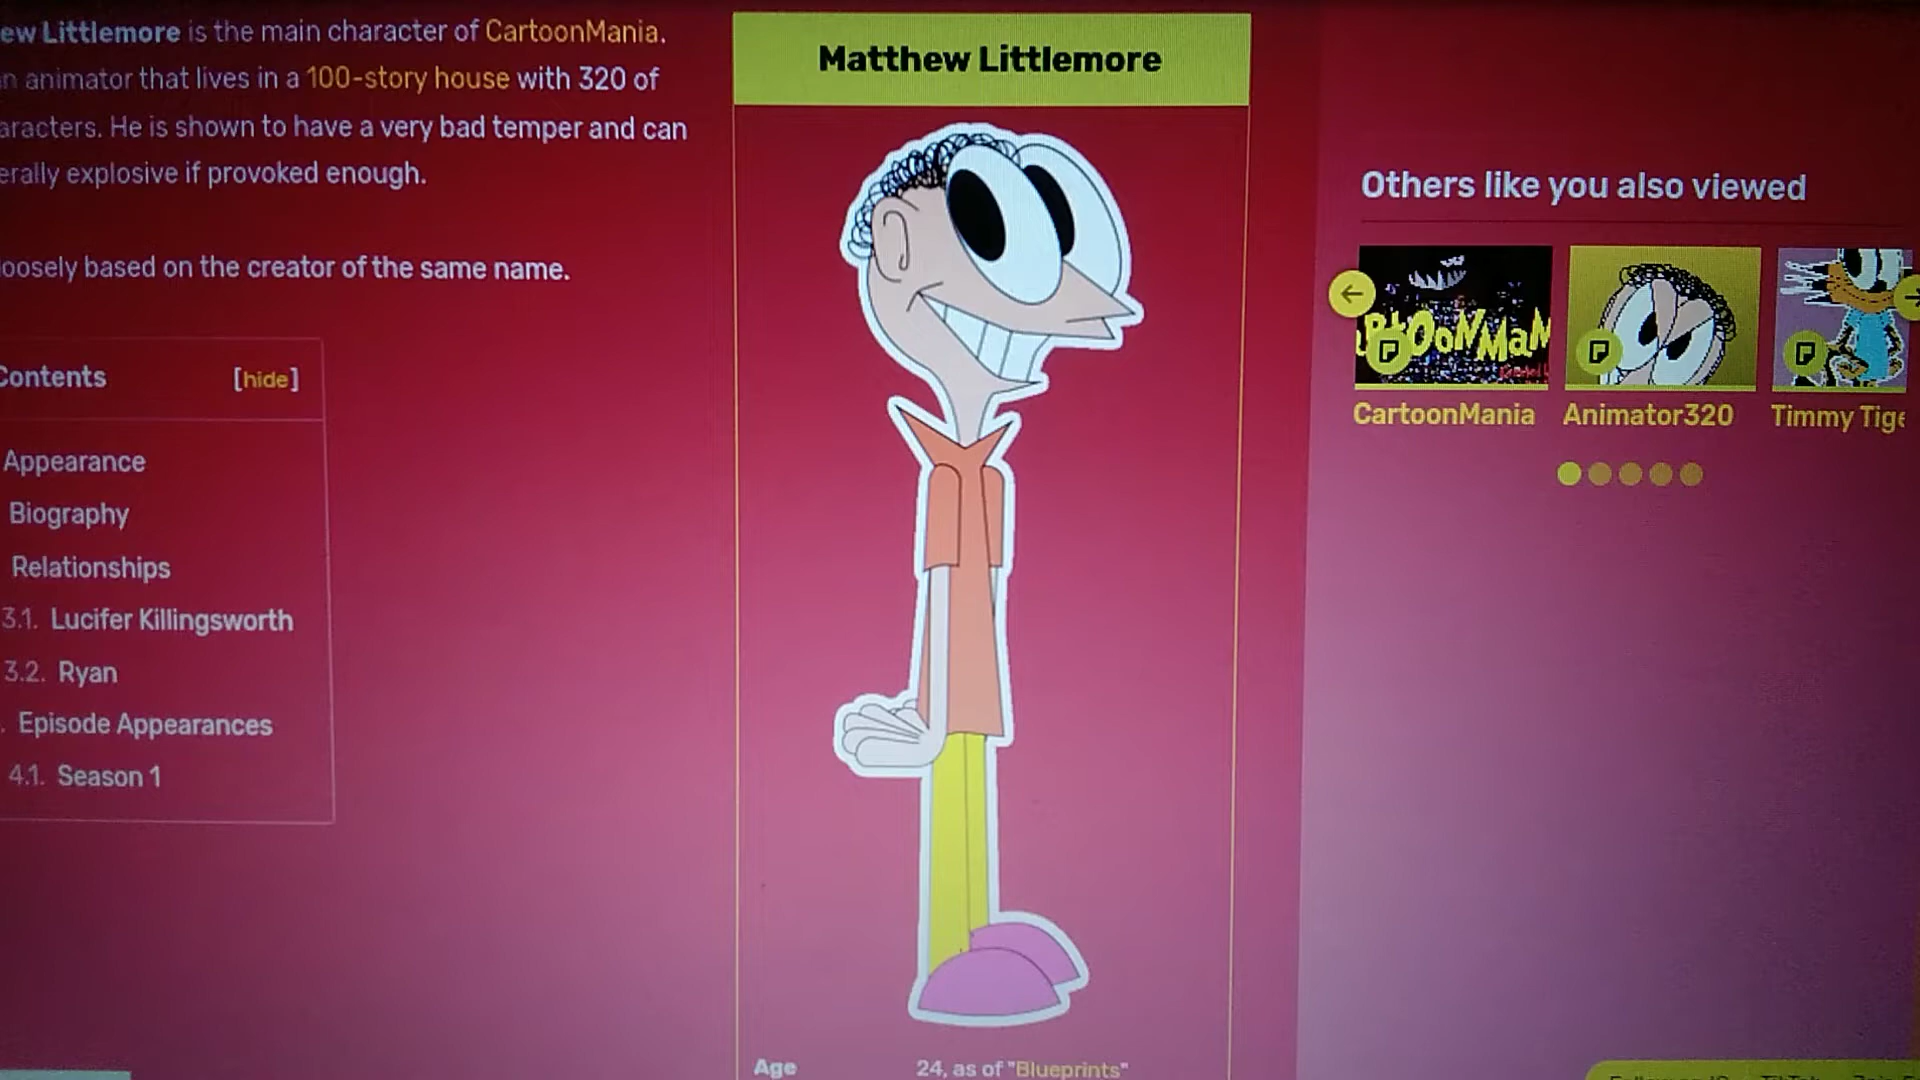 ew Littlemore is the main character of CartoonMania.
n animator that lives in a 100-story house with 320 of
aracters. He is shown to have a very bad temper and can
erally explosive if provoked enough.
oosely based on the creator of the same name.
Contents [hide]
Appearance
Biography
Relationships
3.1. Lucifer Killingsworth
3.2. Ryan
. Episode Appearances
4.1. Season 1
Matthew Littlemore
Age 24, as of "Blueprints"
Others like you also viewed
CartoonMania
CartoonMania Animator320 Timmy Tige